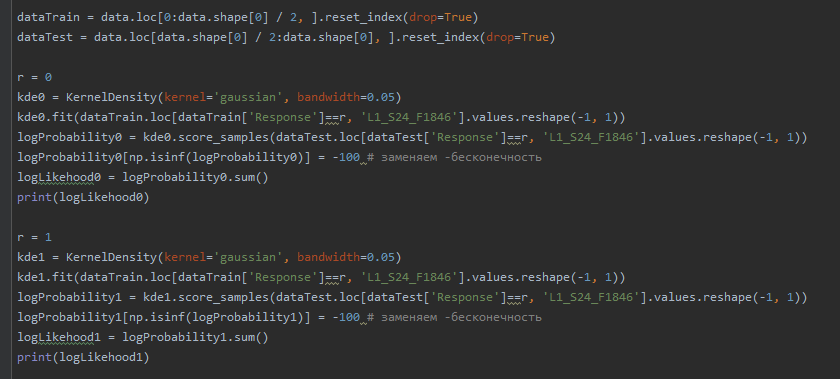 dataTrain = data.loc[0:data.shape[0] / 2, ].reset_index(drop=True)
dataTest = data.loc[data.shape[0] / 2:data.shape[0], ].reset_index(drop=True)
r = 0
kde0 = KernelDensity(kernel='gaussian', bandwidth=0.05)
kde0.fit(dataTrain.loc[dataTrain['Response']==r, 'L1_S24_F1846'].values.reshape(-1, 1))
logProbability0 = kde0.score_samples(dataTest.loc[dataTest['Response']==r, 'L1_S24_F1846'].values.reshape(-1, 1))
logProbability0[np.isinf(logProbability0)] = -100 # заменяем -бесконечность
logLikehood0 = logProbability0.sum()
print(logLikehood0)
r = 1
kde1 = KernelDensity(kernel='gaussian', bandwidth=0.05)
kde1.fit(dataTrain.loc[dataTrain['Response']==r, 'L1_S24_F1846'].values.reshape(-1, 1))
logProbability1 = kde1.score_samples(dataTest.loc[dataTest['Response']==r, 'L1_S24_F1846'].values.reshape(-1, 1))
logProbability1[np.isinf(logProbability1)] = -100 # заменяем -бесконечность
logLikehood1 = logProbability1.sum()
print(logLikehood1)